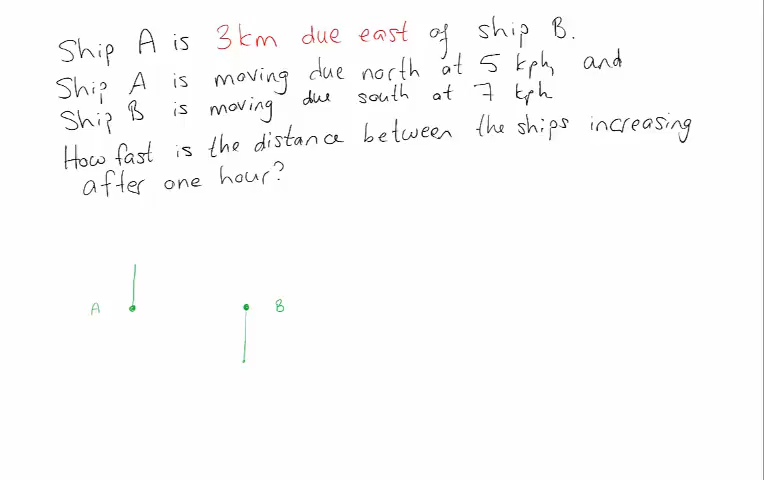 Ship A is 3km due east of ship B.
Ship A is moving due north at 5 kph, and
Ship B is moving due south at 7 kph
How fast is the distance between the ships increasing
after one hour?
A B